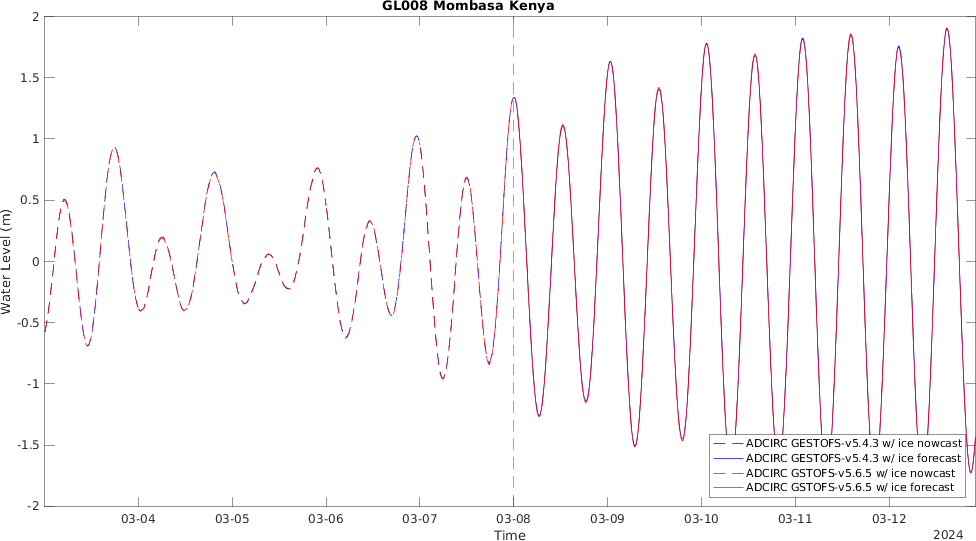 GL008 Mombasa Kenya
2
1.5
1
0.5
0
-0.5
-1
-1.5
-2
Water Level (m)
03-04 03-05 03-06 03-07 03-08 03-09 03-10 03-11 03-12
Time
2024
ADCIRC GESTOFS-v5.4.3 w/ ice nowcast
ADCIRC GESTOFS-v5.4.3 w/ ice forecast
ADCIRC GSTOFS-v5.6.5 w/ ice nowcast
ADCIRC GSTOFS-v5.6.5 w/ ice forecast